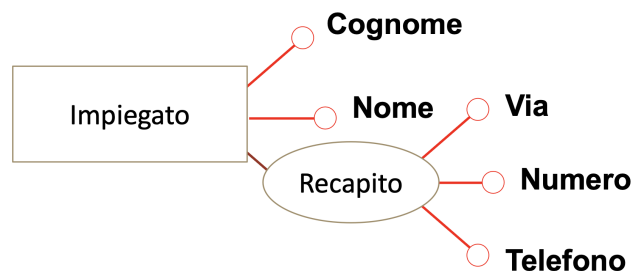 Cognome
Impiegato
Nome
Via
Recapito
Numero
Telefono